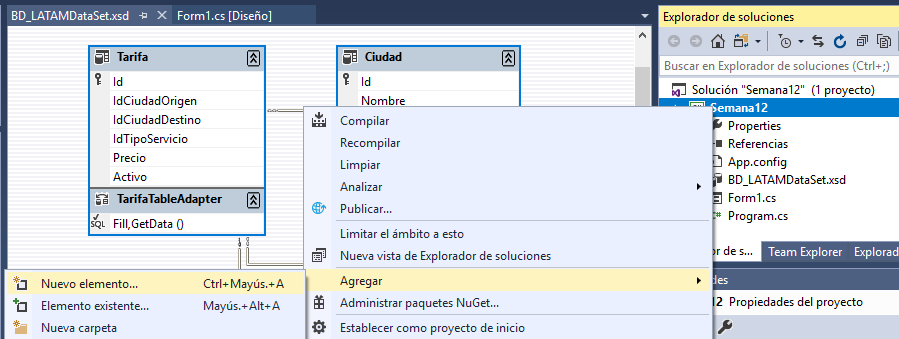 BD_LATAMDataSet.xsd
Form1.cs [Diseño]
Tarifa
Id
IdCiudadOrigen
IdCiudadDestino
IdTipoServicio
Precio
Activo
TarifaTableAdapter
SQL
Fill,GetData ()
Ciudad
Id
Nombre
Compilar
Recompilar
Limpiar
Analizar
Publicar...
Limitar el ámbito a esto
Nueva vista de Explorador de soluciones
Agregar
Administrar paquetes NuGet...
Establecer como proyecto de inicio
Nuevo elemento... Ctrl+Mayús.+A
Elemento existente... Mayús.+Alt+A
Nueva carpeta
Explorador de soluciones
Buscar en Explorador de soluciones (Ctrl+;)
Solución "Semana12" (1 proyecto)
Semana12
Properties
Referencias
App.config
BD_LATAMDataSet.xsd
Form1.cs
Program.cs
dor de s... Team Explorer Explorad
des
12 Propiedades del proyecto